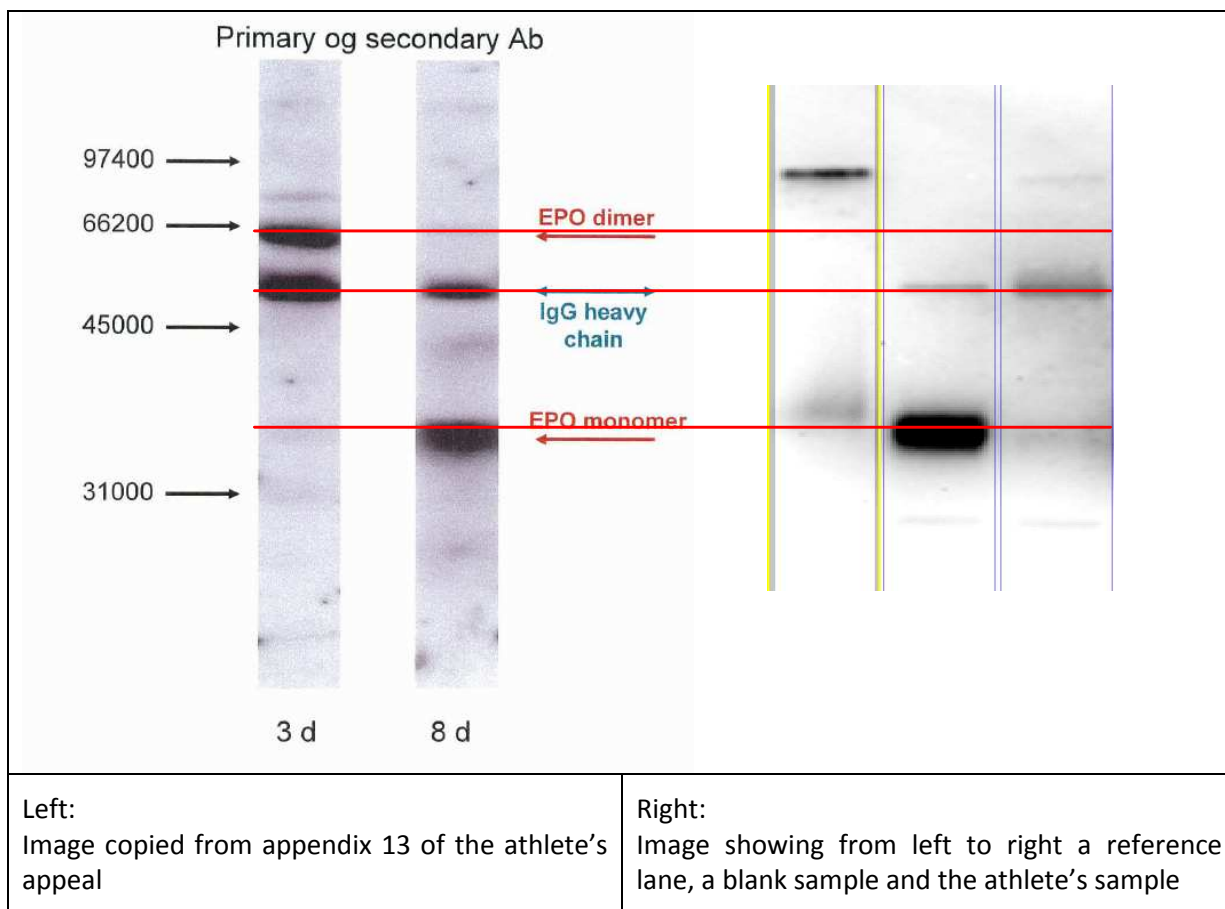 Primary og secondary Ab
97400
66200
45000
31000
EPO dimer
IgG heavy
chain
EPO monomer
3 d
8 d
Left:
Image copied from appendix 13 of the athlete's
appeal
Right:
Image showing from left to right a reference
lane, a blank sample and the athlete's sample